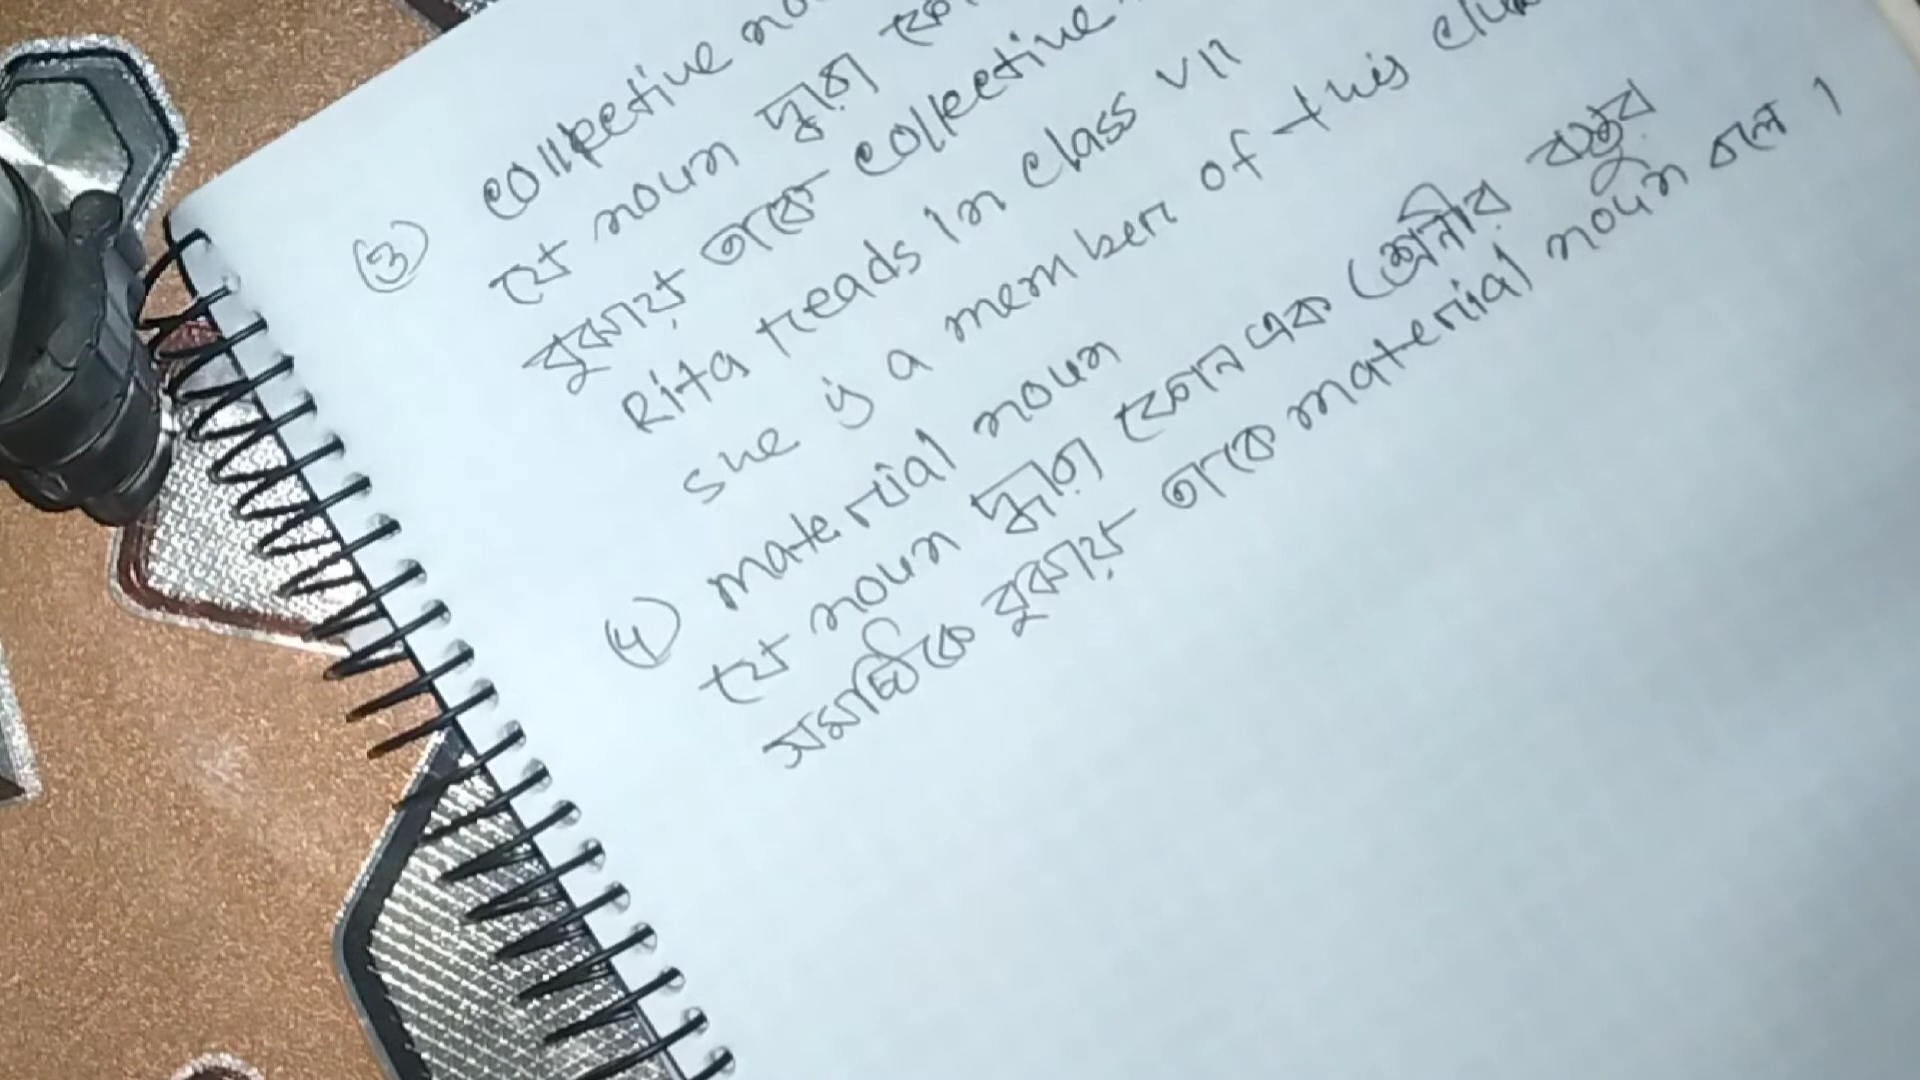 ③ collective
যে noun দ্বারা
বুঝায় তাকে collective
Rita reads in class VII
she is a member of this
④ material noun
যে noun দ্বারা কোন এক শ্রেনীর বস্তুর
সমষ্টিকে বুঝায় তাকে material noun বলে ।